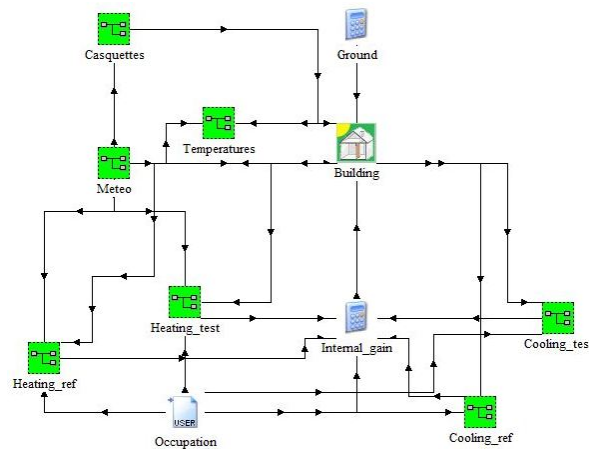 Casquettes
Ground
Temperatures
Building
Meteo
Heating_test
Internal_gain
Cooling_tes
Heating_ref
USER
Occupation
Cooling_ref